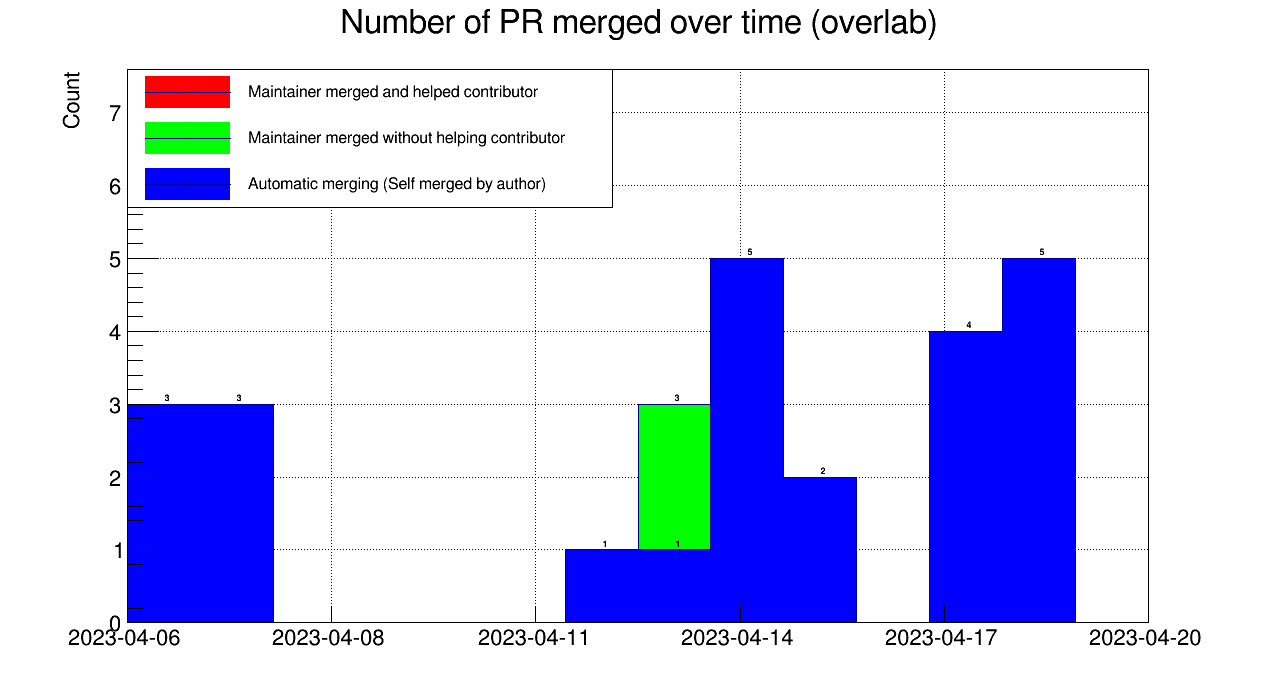 Number of PR merged over time (overlab)
Count
Maintainer merged and helped contributor
Maintainer merged without helping contributor
Automatic merging (Self merged by author)
7
6
5
4
3
2
1
0
3 3 1 3 1 5 2 4 5
2023-04-06 2023-04-08 2023-04-11 2023-04-14 2023-04-17 2023-04-20